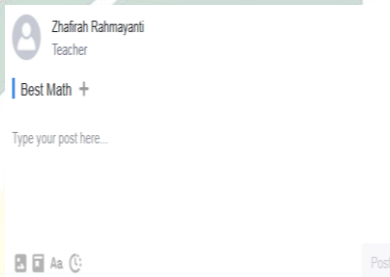 Zhafirah Rahmayanti
Teacher
Best Math +
Type your post here...
Aa
Post